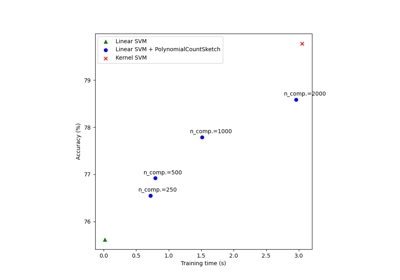 Linear SVM
Linear SVM + PolynomialCountSketch
Kernel SVM
n_comp.=2000
n_comp.=1000
n_comp.=500
n_comp.=250
79
78
77
76
Accuracy (%)
0.0 0.5 1.0 1.5 2.0 2.5 3.0
Training time (s)